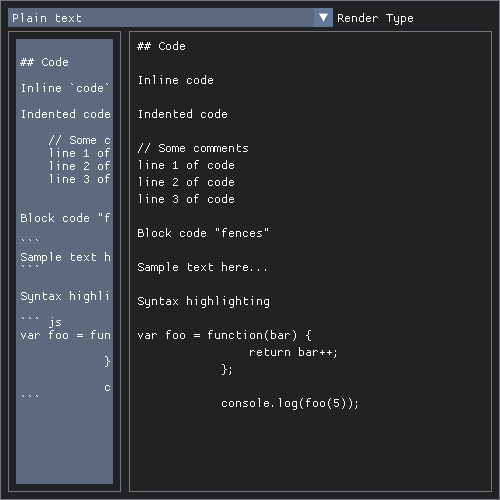 Plain text
Render Type
## Code
Inline `code`
Indented code
// Some c
line 1 of
line 2 of
line 3 of
Block code "f
```
Sample text h
```
Syntax highli
``` js
var foo = fun
}
c
```
## Code
Inline code
Indented code
// Some comments
line 1 of code
line 2 of code
line 3 of code
Block code "fences"
Sample text here...
Syntax highlighting
var foo = function(bar) {
return bar++;
};
console.log(foo(5));